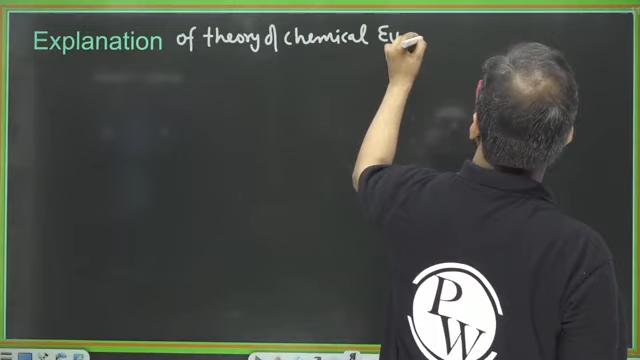 Explanation of theory of chemical Ev
PW